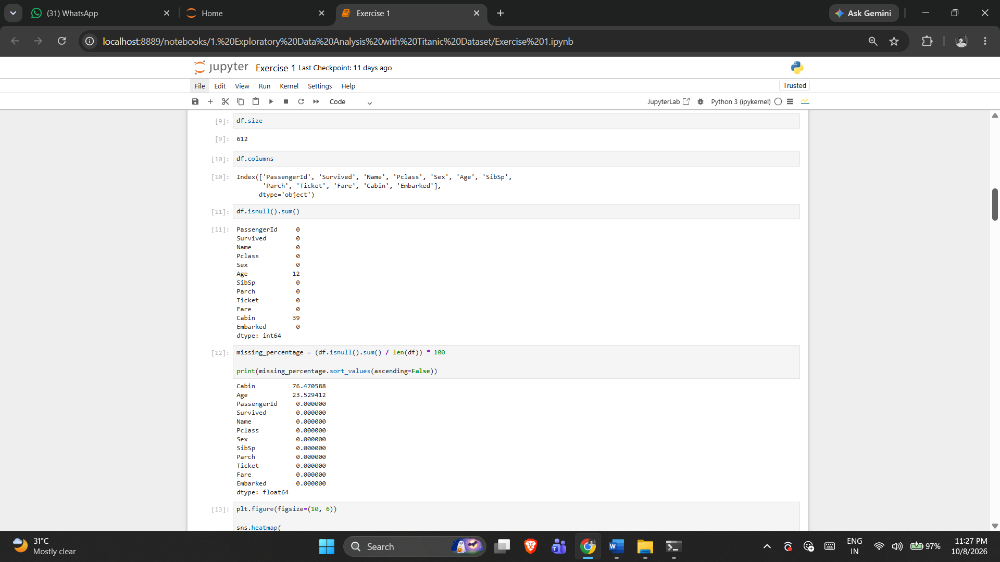 (31) WhatsApp
Home
Exercise 1
Ask Gemini
localhost:8889/notebooks/1.%20Exploratory%20Data%20Analysis%20with%20Titanic%20Dataset/Exercise%201.ipynb
jupyter Exercise 1 Last Checkpoint: 11 days ago
File Edit View Run Kernel Settings Help Trusted
Code JupyterLab Python 3 (ipykernel)
[9]: df.size
[9]: 612
[10]: df.columns
[10]: Index(['PassengerId', 'Survived', 'Name', 'Pclass', 'Sex', 'Age', 'SibSp',
'Parch', 'Ticket', 'Fare', 'Cabin', 'Embarked'],
dtype='object')
[11]: df.isnull().sum()
[11]: PassengerId 0
Survived 0
Name 0
Pclass 0
Sex 0
Age 12
SibSp 0
Parch 0
Ticket 0
Fare 0
Cabin 39
Embarked 0
dtype: int64
[12]: missing_percentage = (df.isnull().sum() / len(df)) * 100
print(missing_percentage.sort_values(ascending=False))
Cabin 76.470588
Age 23.529412
PassengerId 0.000000
Survived 0.000000
Name 0.000000
Pclass 0.000000
Sex 0.000000
SibSp 0.000000
Parch 0.000000
Ticket 0.000000
Fare 0.000000
Embarked 0.000000
dtype: float64
[13]: plt.figure(figsize=(10, 6))
sns.heatmap(
31°C
Mostly clear
Search
ENG
IN
97%
11:27 PM
10/8/2026